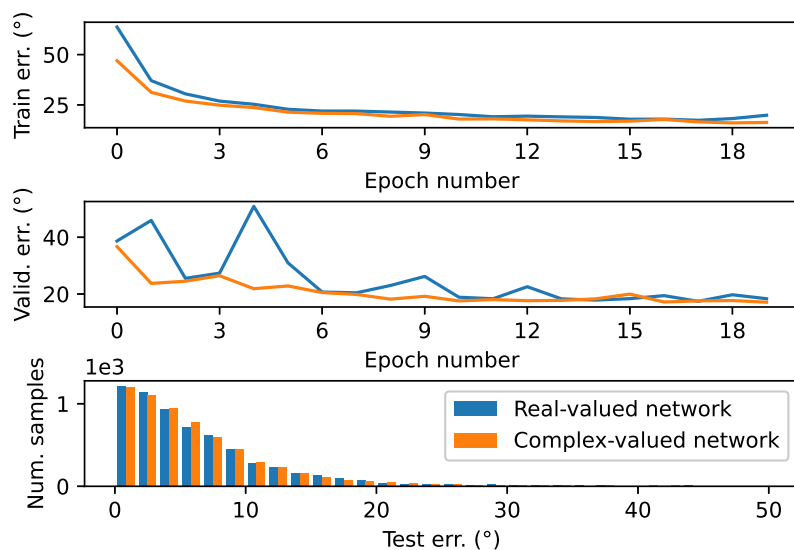 Train err. (°)
50
25
0 3 6 9 12 15 18
Epoch number
Valid. err. (°)
40
20
0 3 6 9 12 15 18
Epoch number
1e3
Num. samples
1
0
Real-valued network
Complex-valued network
0 10 20 30 40 50
Test err. (°)